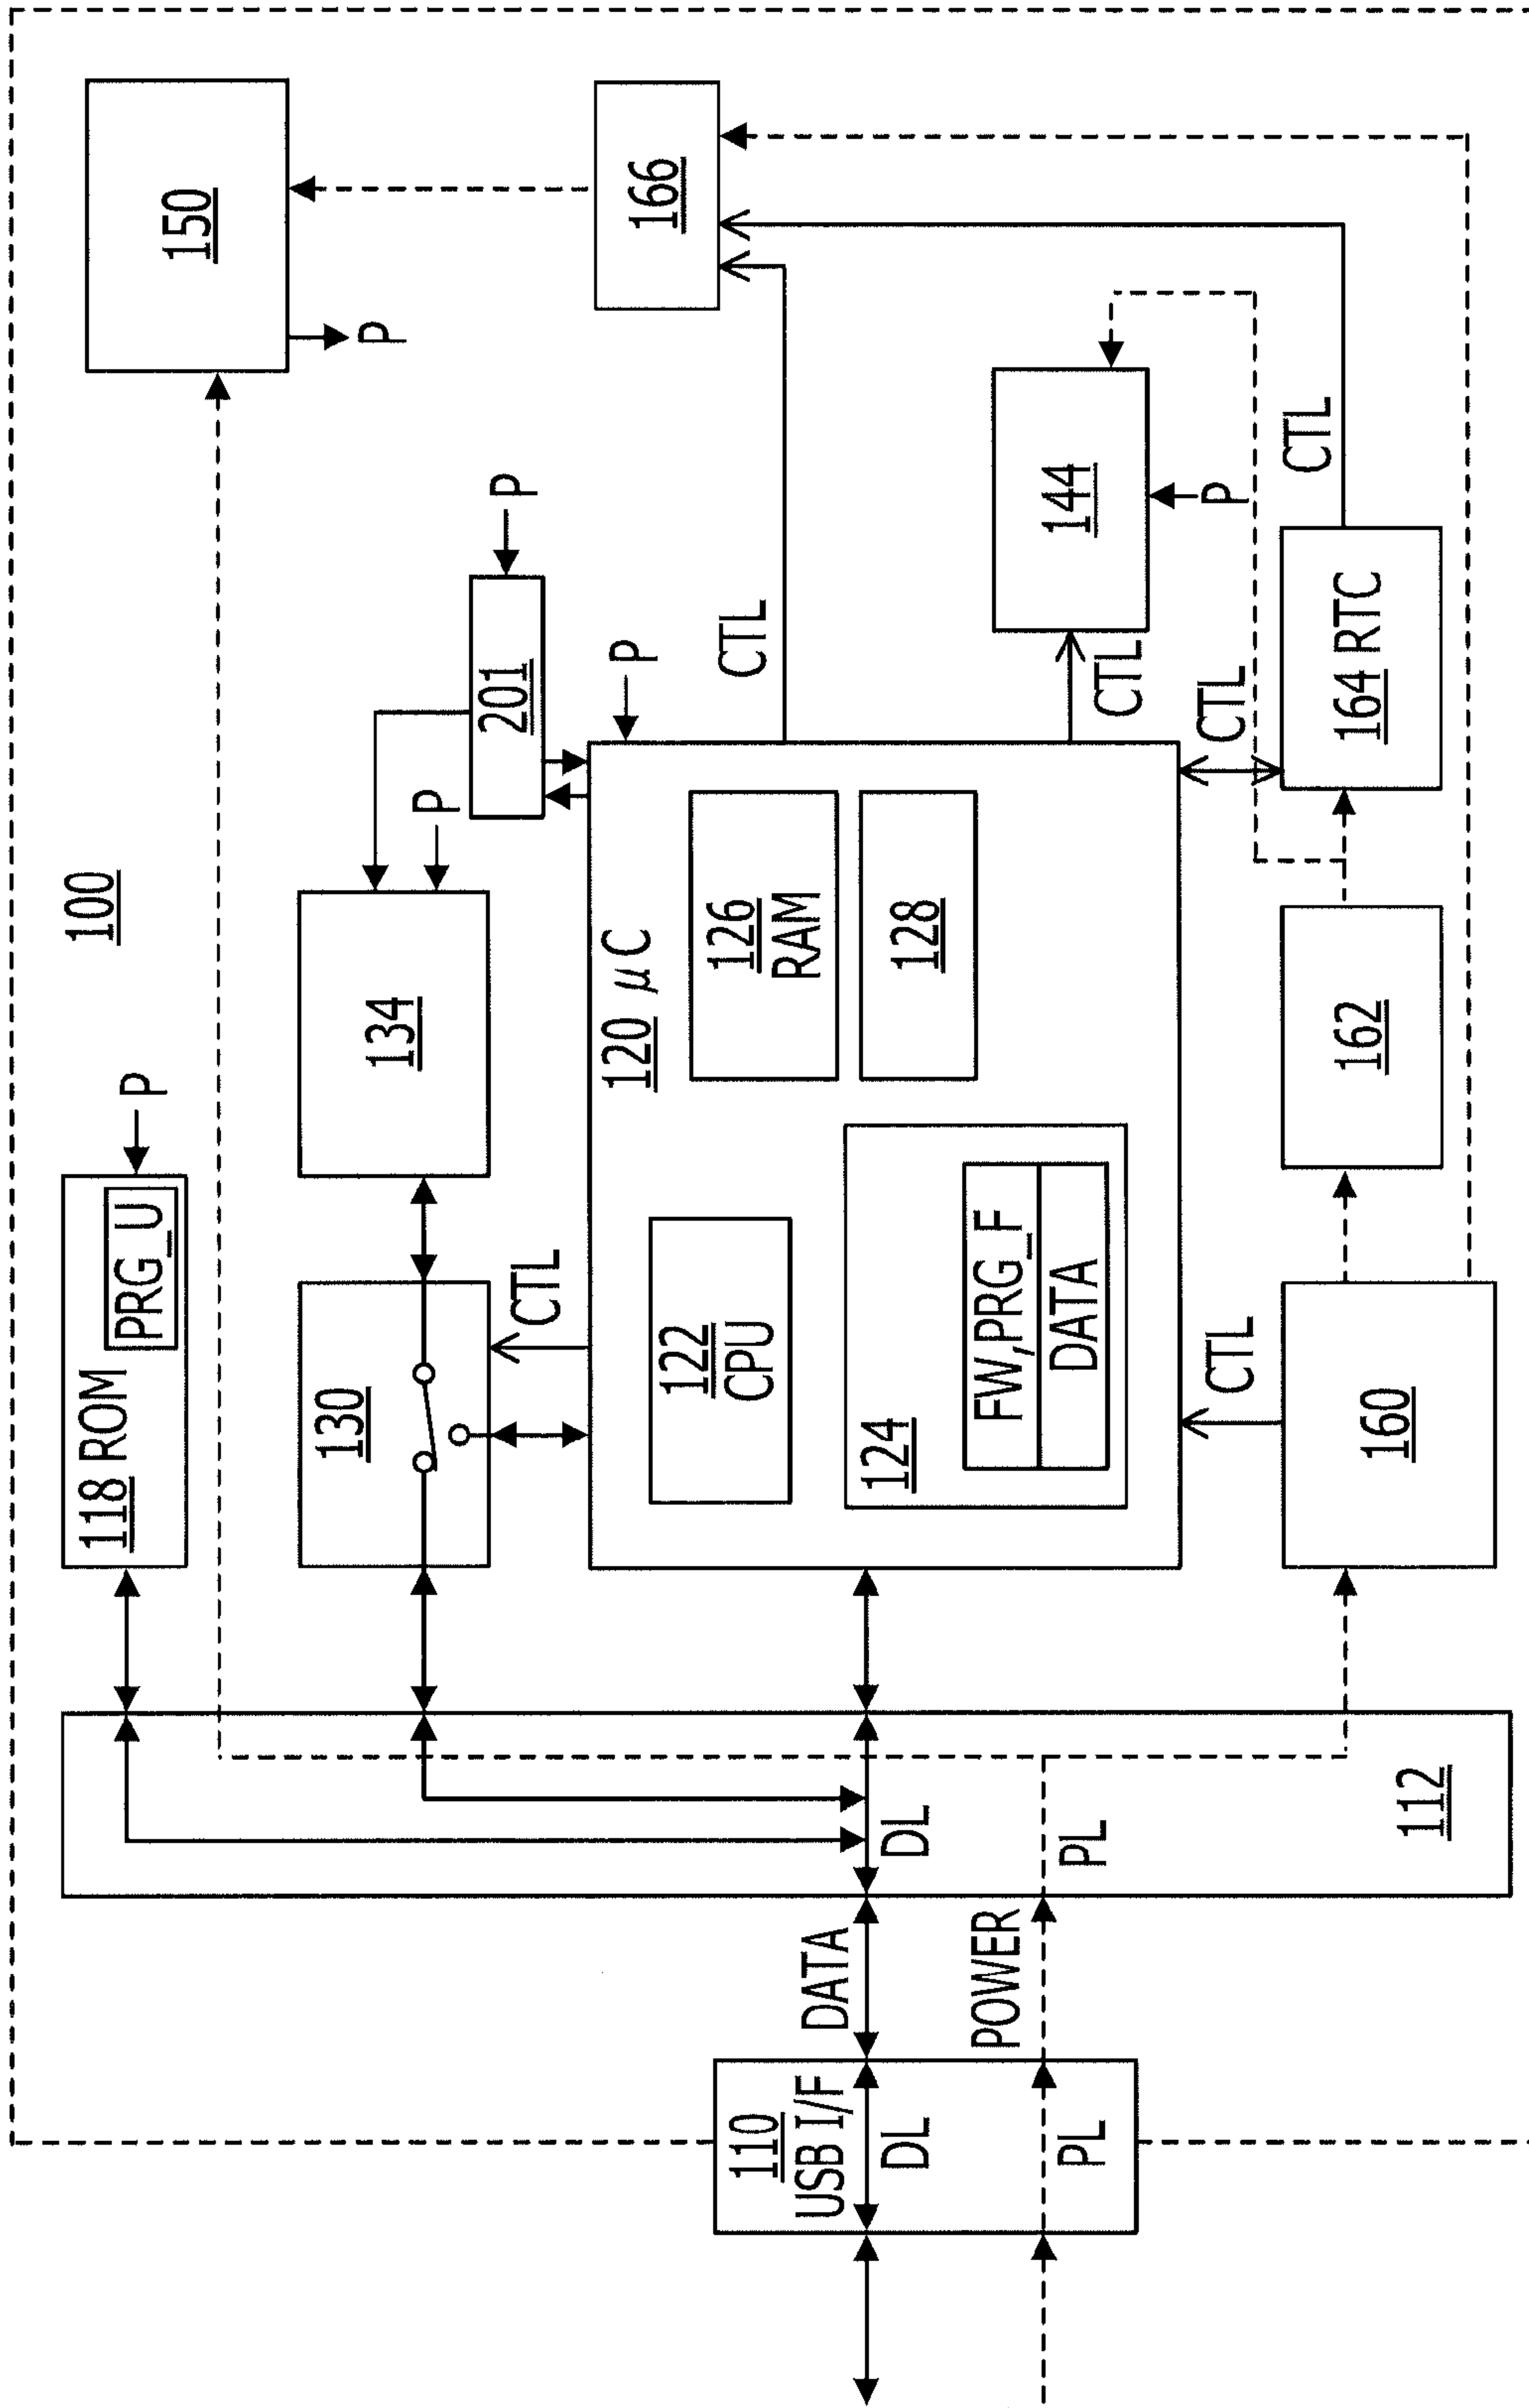 100
110
USB I/F
DL
PL
DATA
POWER
DL
PL
112
118 ROM
PRG_U
P
130
CTL
134
P
201
P
150
P
120 μC
P
122
CPU
126
RAM
124
FW,PRG_F
DATA
128
CTL
166
CTL
144
P
CTL
160
162
CTL
164 RTC
CTL